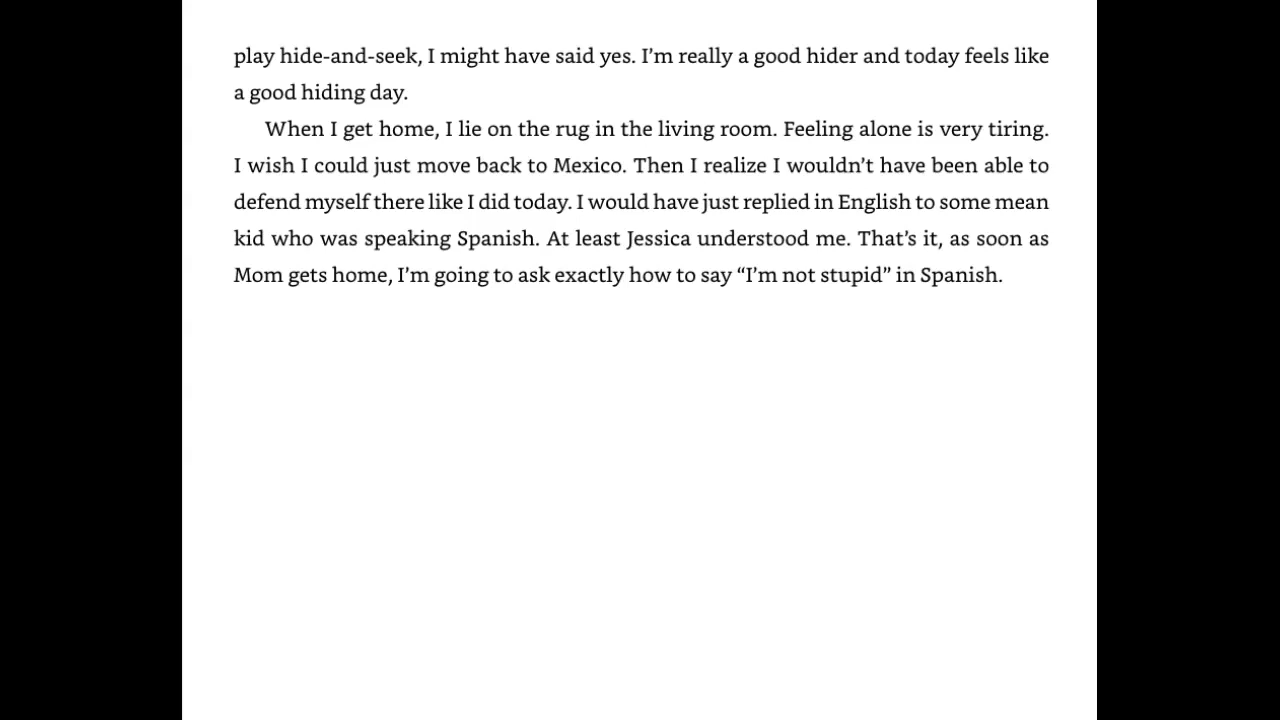 play hide-and-seek, I might have said yes. I’m really a good hider and today feels like
a good hiding day.
When I get home, I lie on the rug in the living room. Feeling alone is very tiring.
I wish I could just move back to Mexico. Then I realize I wouldn’t have been able to
defend myself there like I did today. I would have just replied in English to some mean
kid who was speaking Spanish. At least Jessica understood me. That’s it, as soon as
Mom gets home, I’m going to ask exactly how to say “I’m not stupid” in Spanish.